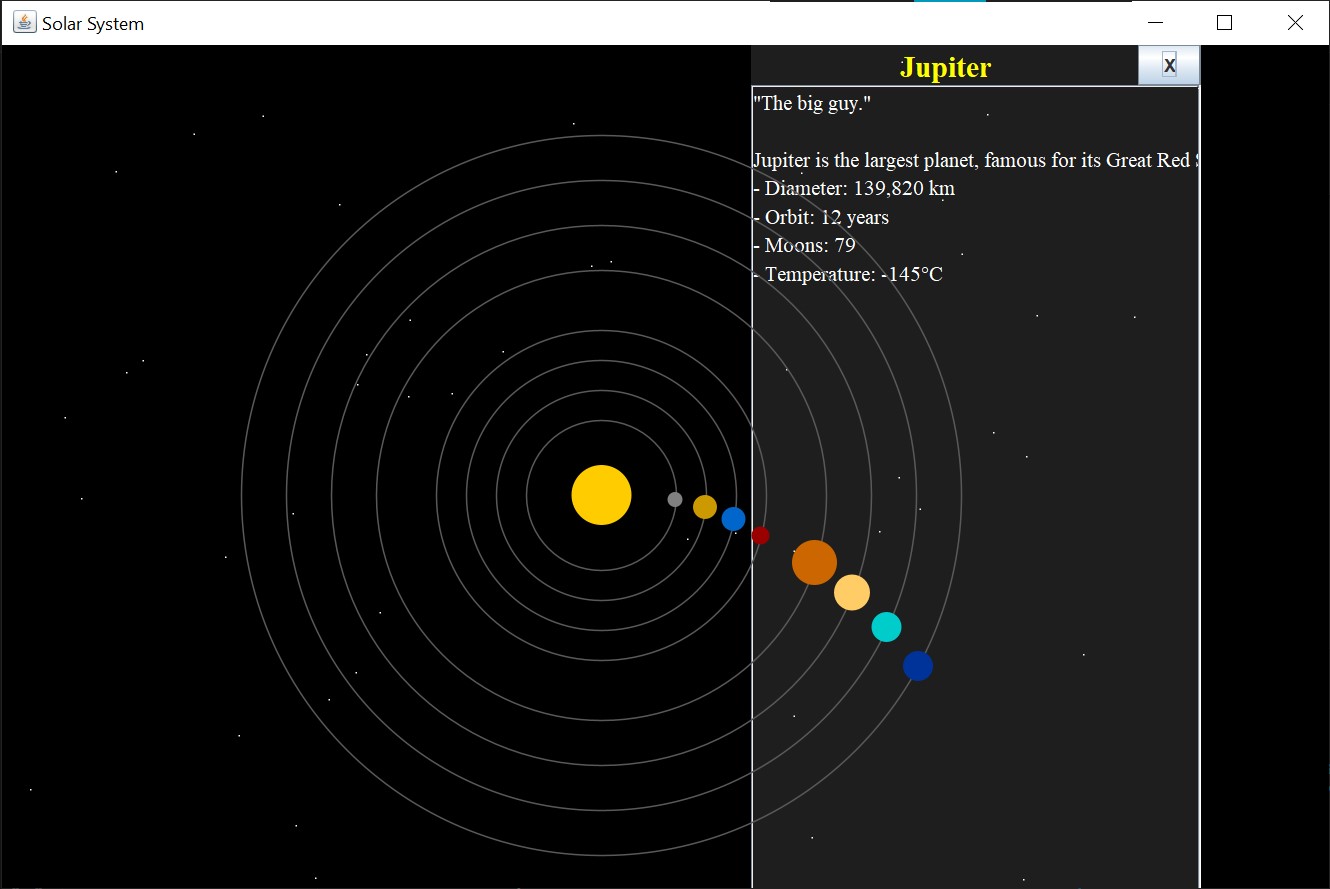 Solar System
Jupiter
X
"The big guy."
Jupiter is the largest planet, famous for its Great Red
- Diameter: 139,820 km
- Orbit: 12 years
- Moons: 79
- Temperature: -145°C